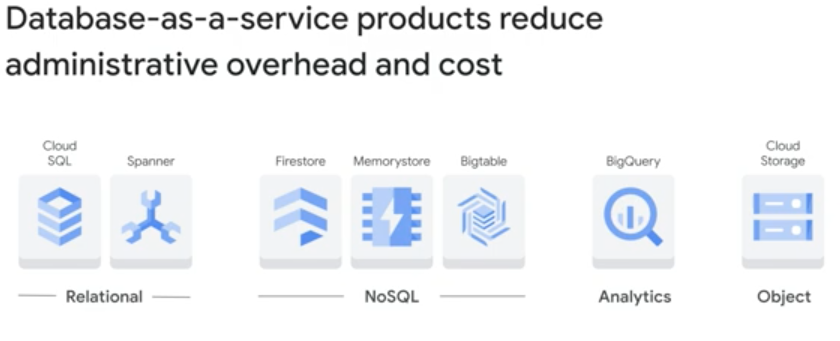 Database-as-a-service products reduce
administrative overhead and cost
Cloud
SQL
Spanner
Firestore
Memorystore
Bigtable
BigQuery
Cloud
Storage
Relational
NoSQL
Analytics
Object